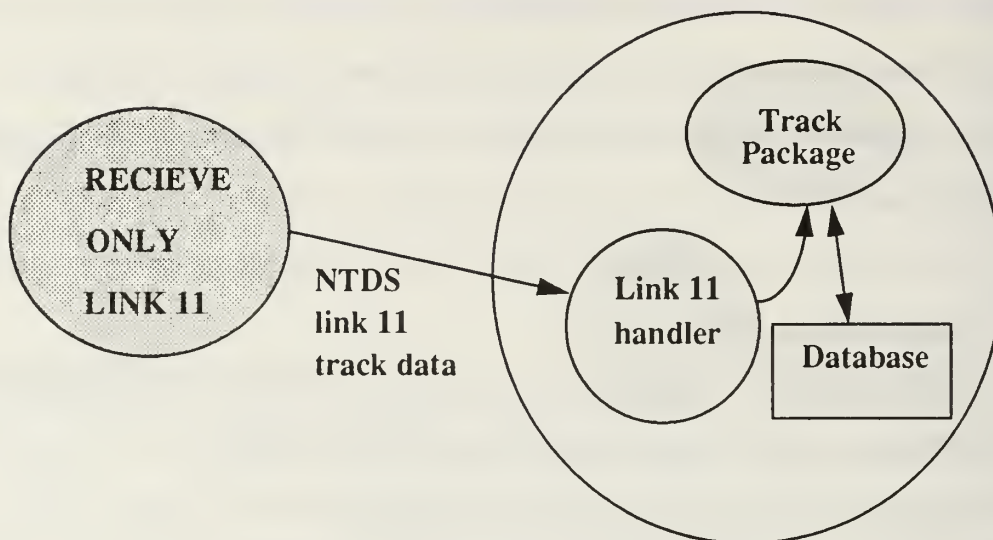 RECIEVE
ONLY
LINK 11
NTDS
link 11
track data
Link 11
handler
Track
Package
Database